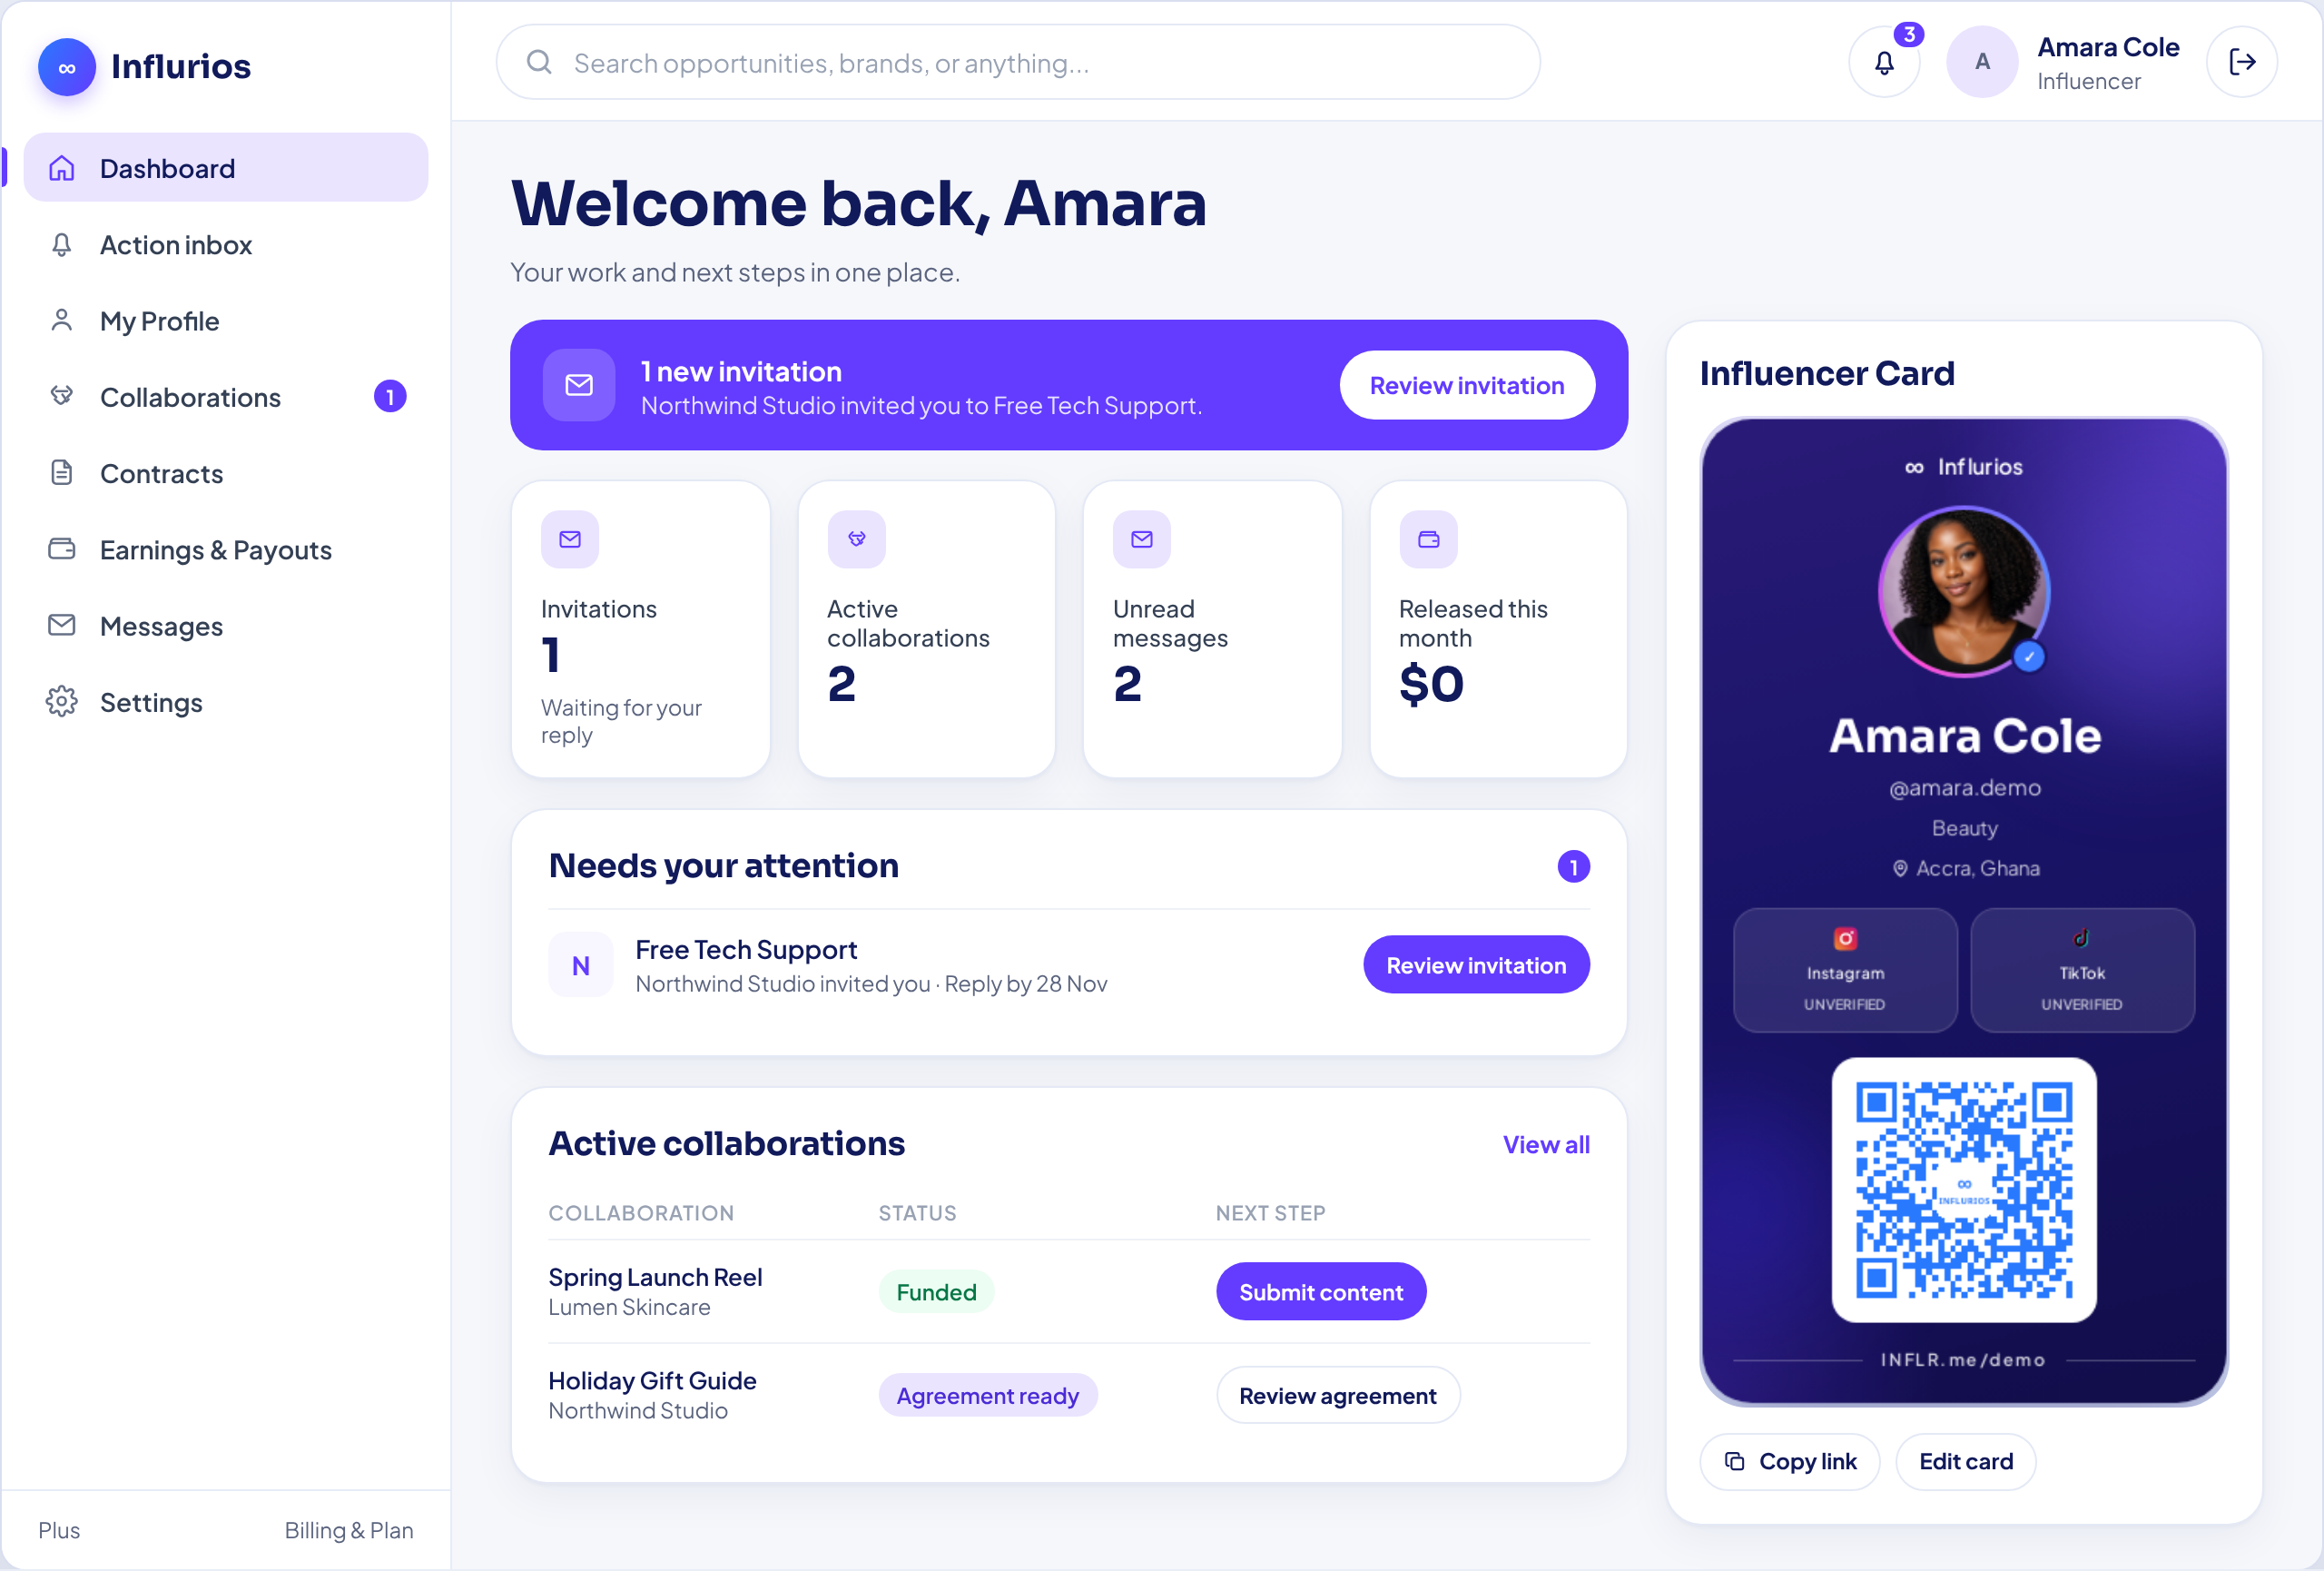 ∞ Influrios
Dashboard
Action inbox
My Profile
Collaborations 1
Contracts
Earnings & Payouts
Messages
Settings
Plus
Billing & Plan
Search opportunities, brands, or anything...
3
A
Amara Cole
Influencer
Welcome back, Amara
Your work and next steps in one place.
1 new invitation
Northwind Studio invited you to Free Tech Support.
Review invitation
Invitations
1
Waiting for your
reply
Active
collaborations
2
Unread
messages
2
Released this
month
$0
Needs your attention
1
N
Free Tech Support
Northwind Studio invited you · Reply by 28 Nov
Review invitation
Active collaborations
View all
COLLABORATION STATUS NEXT STEP
Spring Launch Reel
Lumen Skincare
Funded
Submit content
Holiday Gift Guide
Northwind Studio
Agreement ready
Review agreement
Influencer Card
∞ Influrios
Amara Cole
@amara.demo
Beauty
Accra, Ghana
Instagram
UNVERIFIED
TikTok
UNVERIFIED
∞
INFLURIOS
INFLR.me/demo
Copy link
Edit card